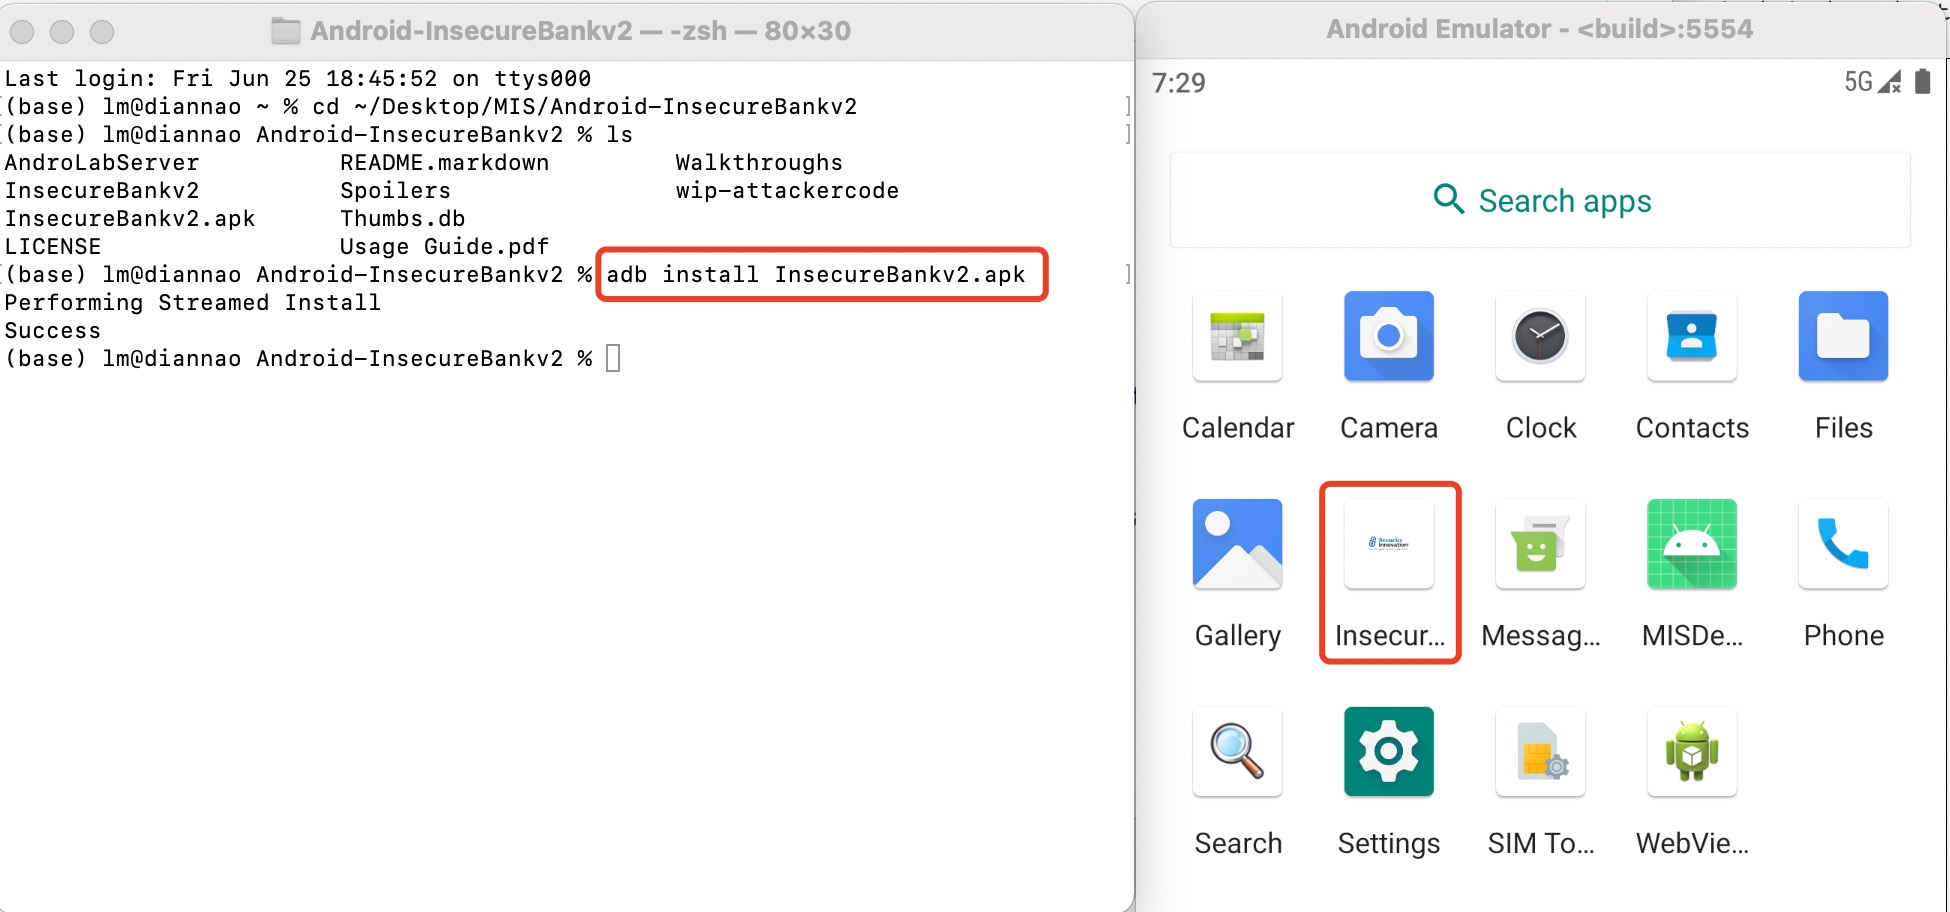 Android-InsecureBankv2 — -zsh — 80×30
Last login: Fri Jun 25 18:45:52 on ttys000
(base) lm@diannao ~ % cd ~/Desktop/MIS/Android-InsecureBankv2
(base) lm@diannao Android-InsecureBankv2 % ls
AndroLabServer README.markdown Walkthroughs
InsecureBankv2 Spoilers wip-attackercode
InsecureBankv2.apk Thumbs.db
LICENSE Usage Guide.pdf
(base) lm@diannao Android-InsecureBankv2 % adb install InsecureBankv2.apk
Performing Streamed Install
Success
(base) lm@diannao Android-InsecureBankv2 %
Android Emulator - <build>:5554
7:29 5G
Search apps
Calendar Camera Clock Contacts Files
Security
Innovation
Gallery Insecur... Messag... MISDe... Phone
Search Settings SIM To... WebVie...